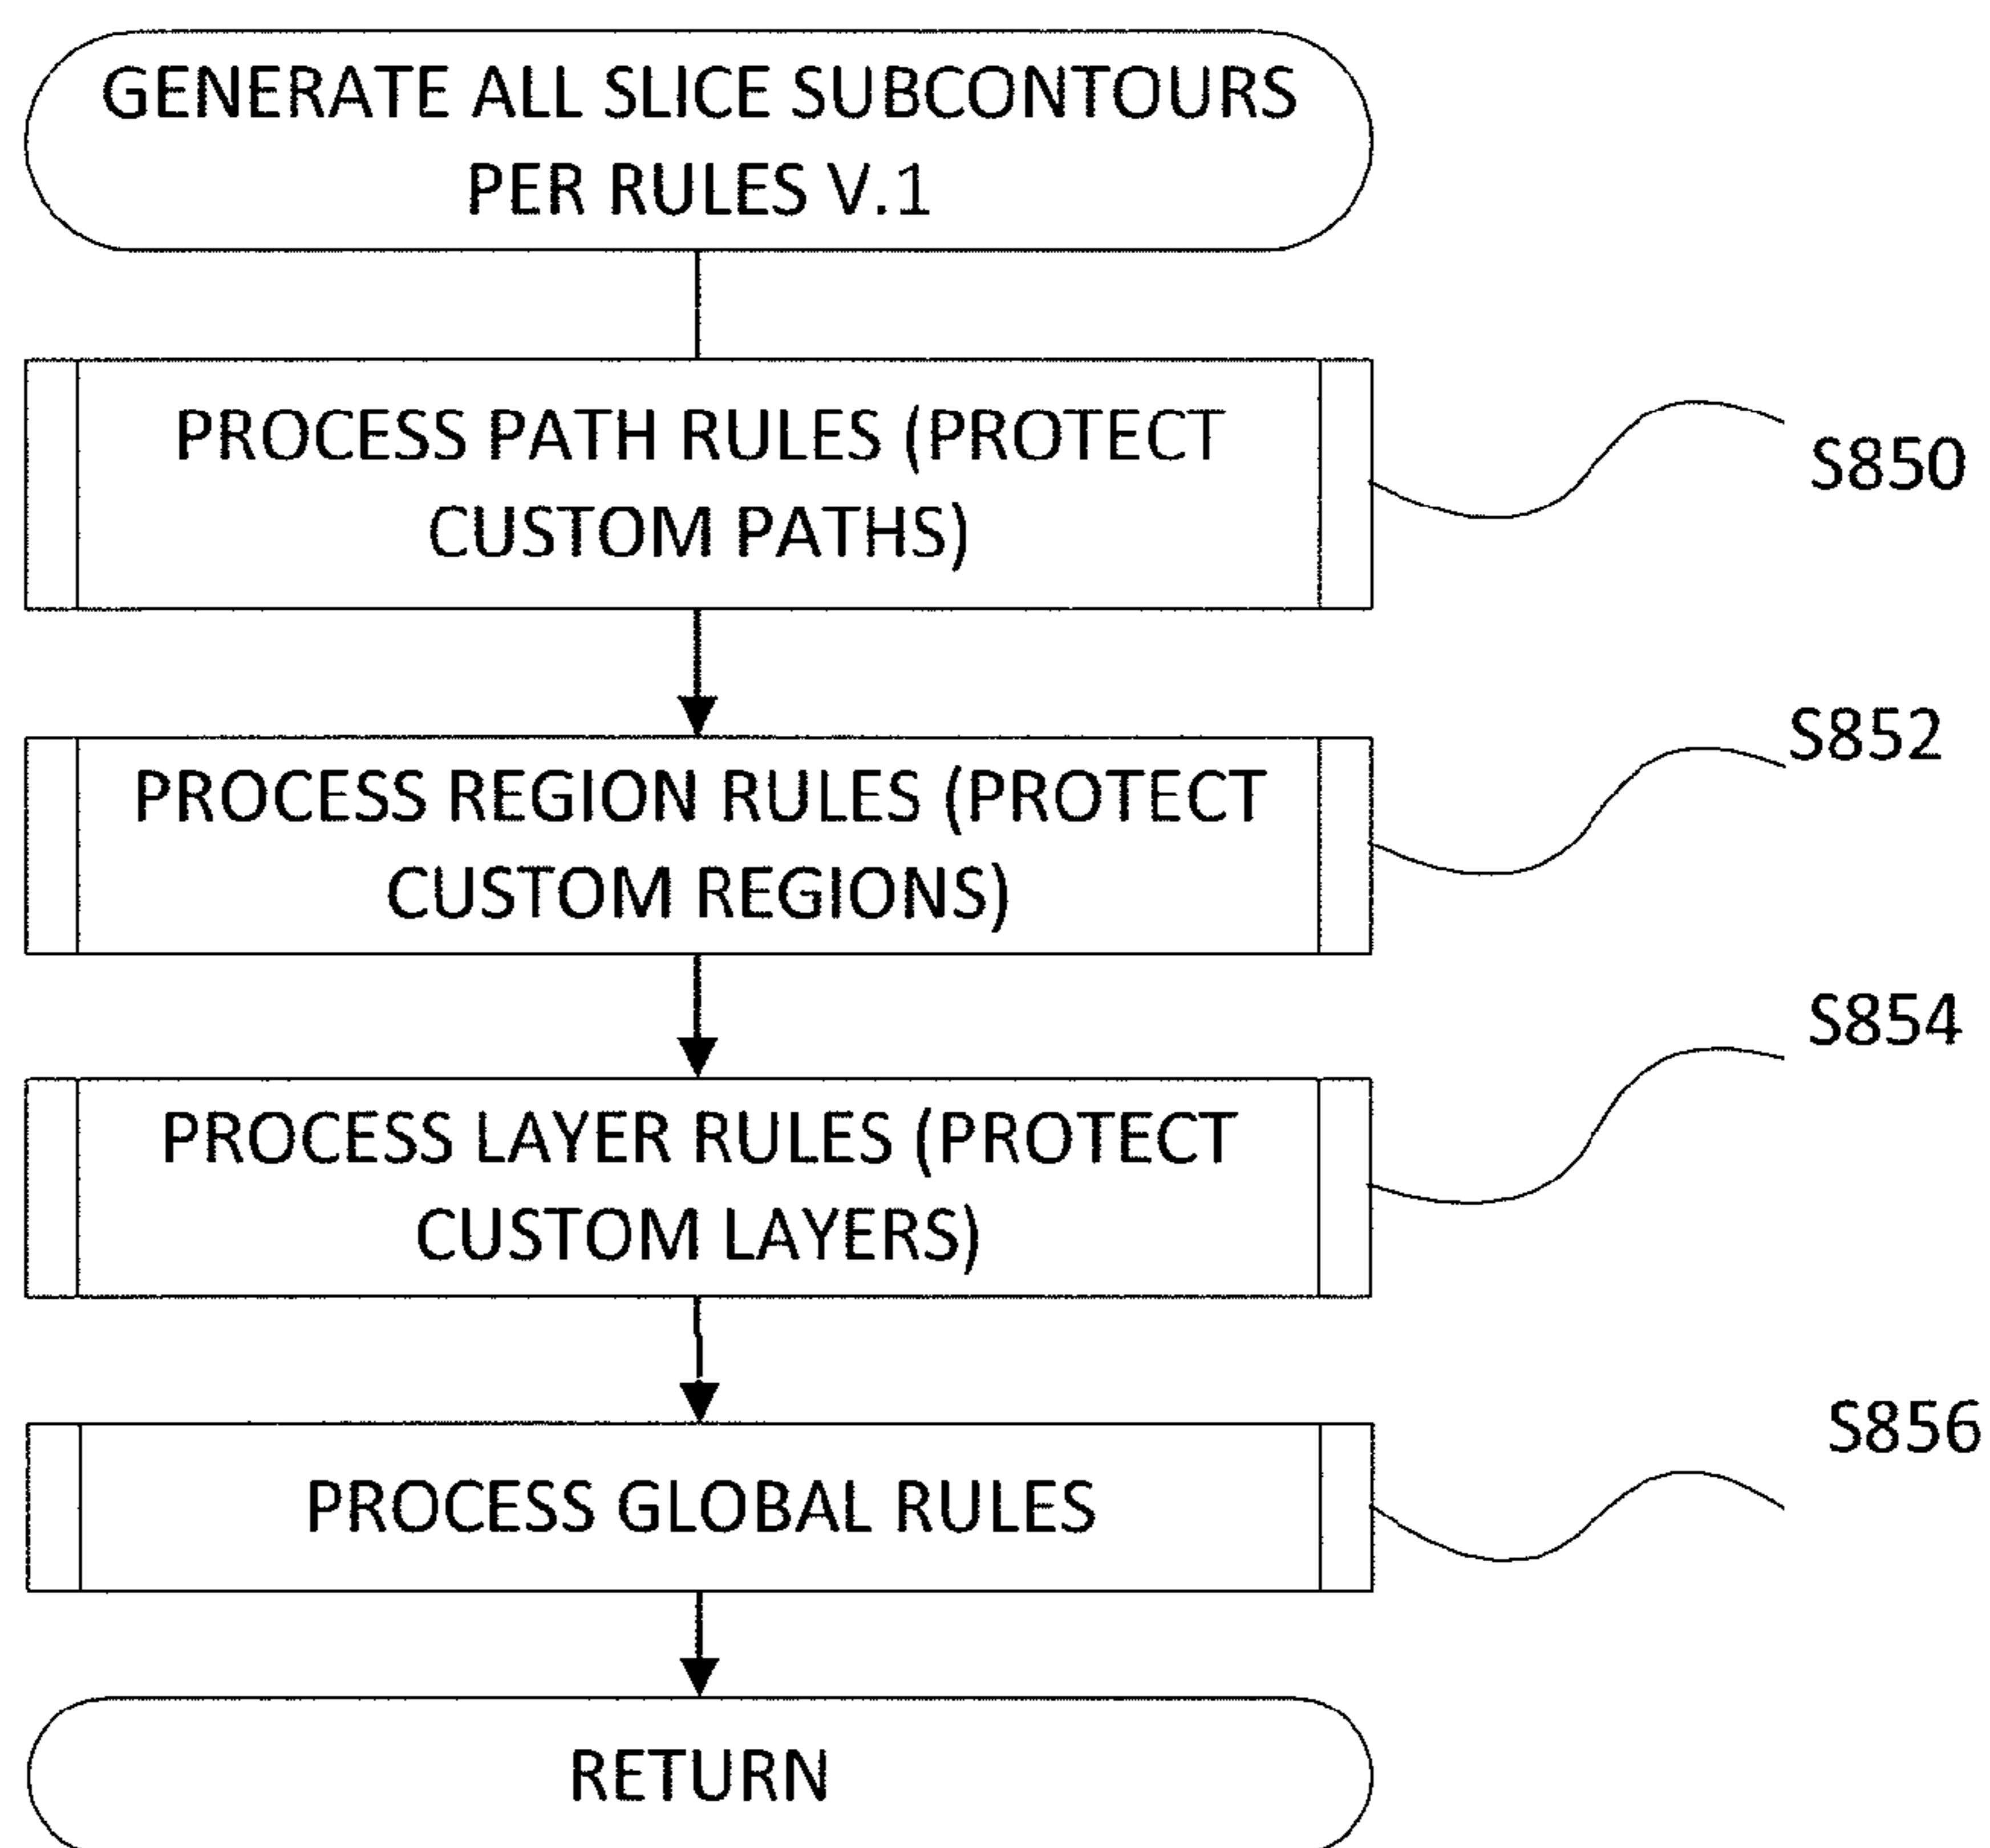 GENERATE ALL SLICE SUBCONTOURS
PER RULES V.1
PROCESS PATH RULES (PROTECT
CUSTOM PATHS)
S850
PROCESS REGION RULES (PROTECT
CUSTOM REGIONS)
S852
PROCESS LAYER RULES (PROTECT
CUSTOM LAYERS)
S854
PROCESS GLOBAL RULES
S856
RETURN